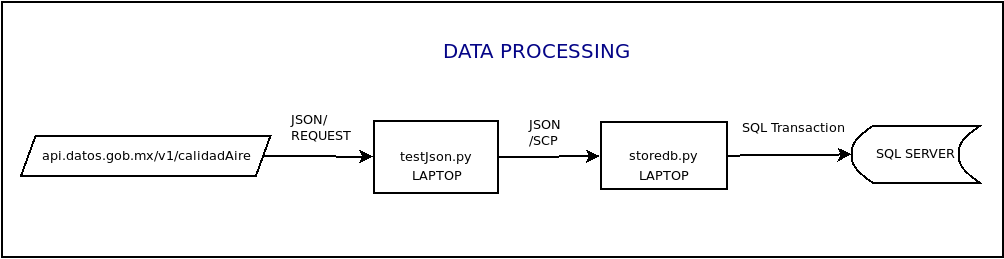 DATA PROCESSING
JSON/
REQUEST
JSON
/SCP
SQL Transaction
api.datos.gob.mx/v1/calidadAire
testJson.py
LAPTOP
storedb.py
LAPTOP
SQL SERVER